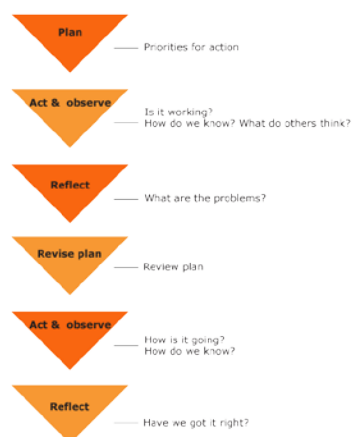 Plan
Priorities for action
Act & observe
Is it working?
How do we know? What do others think?
Reflect
What are the problems?
Revise plan
Review plan
Act & observe
How is it going?
How do we know?
Reflect
Have we got it right?